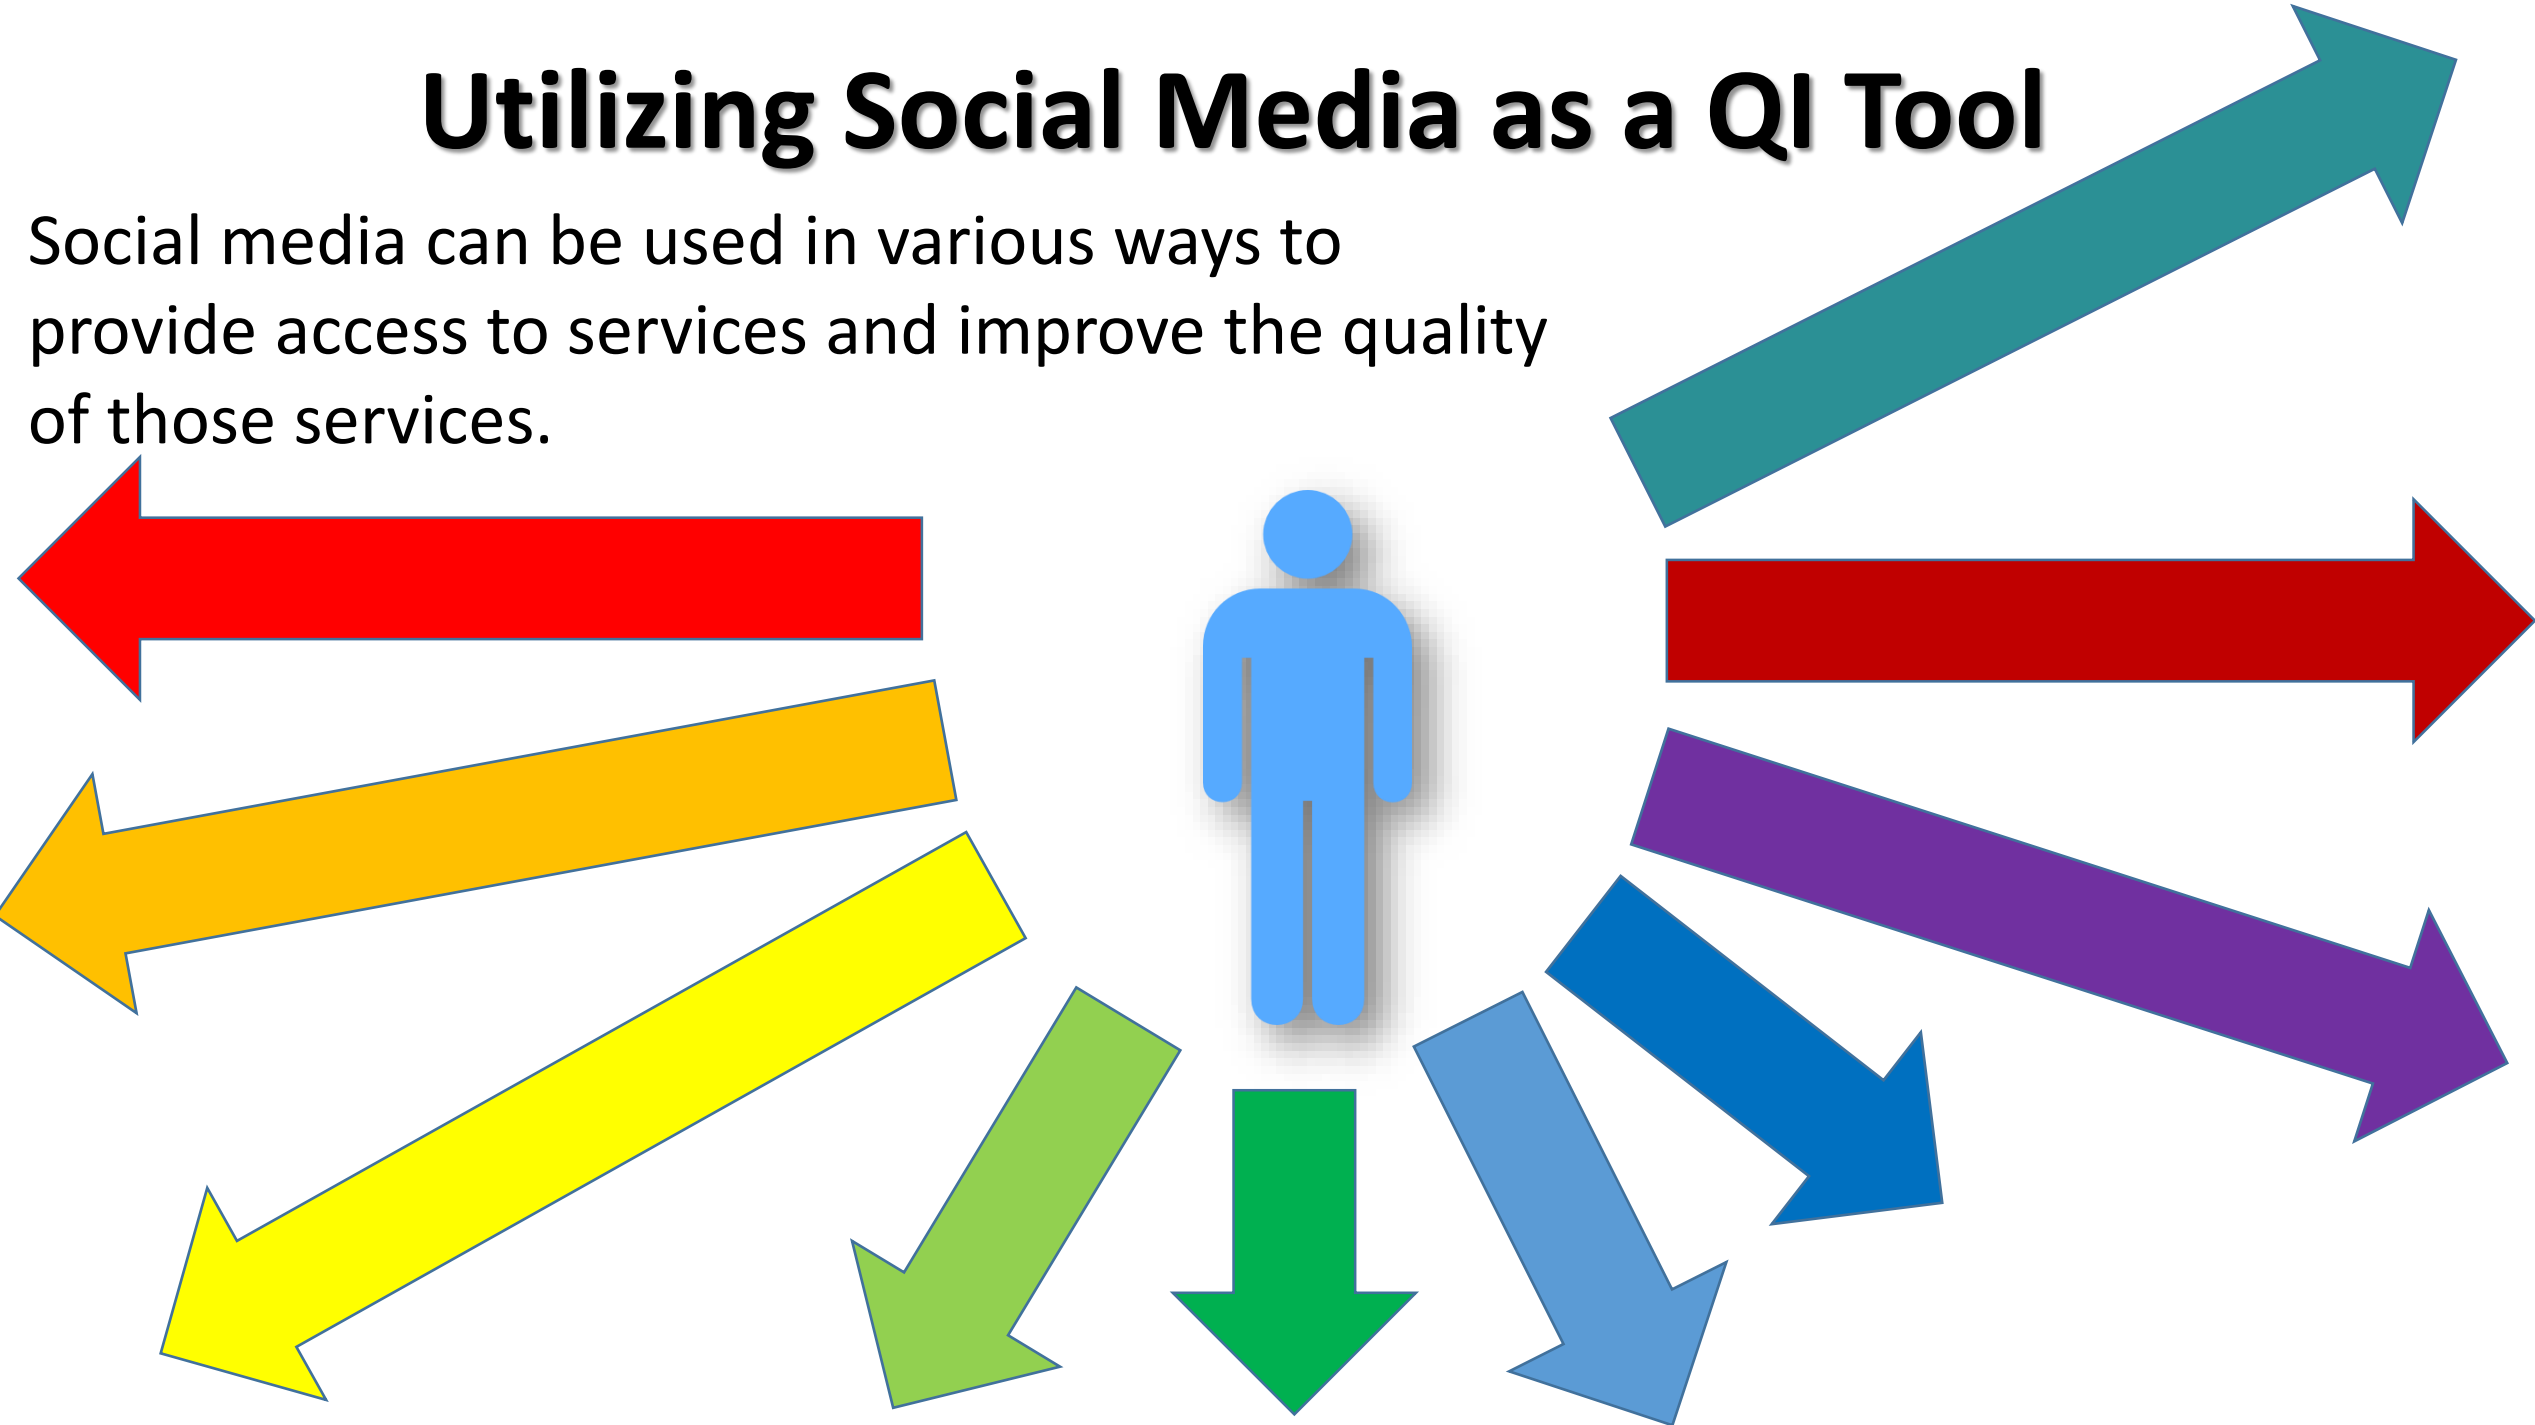 Utilizing Social Media as a QI Tool
Social media can be used in various ways to
provide access to services and improve the quality
of those services.